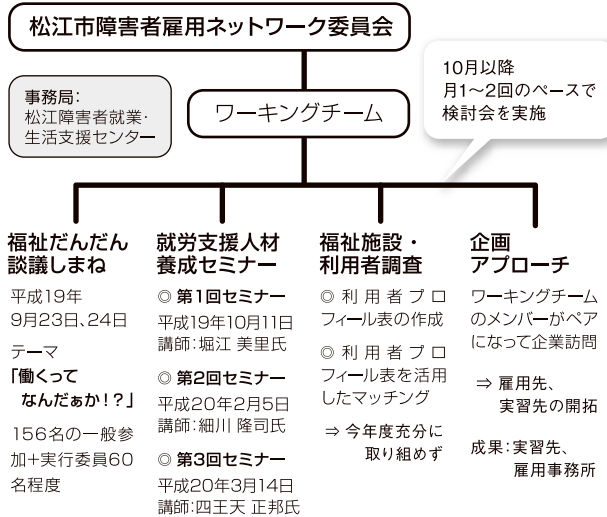 松江市障害者雇用ネットワーク委員会
事務局：
松江障害者就業・
生活支援センター
ワーキングチーム
10月以降
月1～2回のペースで
検討会を実施
福祉だんだん
談議しまね
平成19年
9月23日、24日
テーマ
「働くって
なんだぁか！？」
156名の一般参
加+実行委員60
名程度
就労支援人材
養成セミナー
◎ 第1回セミナー
平成19年10月11日
講師：堀江 美里氏
◎ 第2回セミナー
平成20年2月5日
講師：細川 隆司氏
◎ 第3回セミナー
平成20年3月14日
講師：四王天 正邦氏
福祉施設・
利用者調査
◎ 利用者プロ
フィール表の作成
◎ 利用者プロ
フィール表を活用
したマッチング
⇒ 今年度充分に
取り組めず
企画
アプローチ
ワーキングチーム
のメンバーがペア
になって企業訪問
⇒ 雇用先、
実習先の開拓
成果：実習先、
雇用事務所